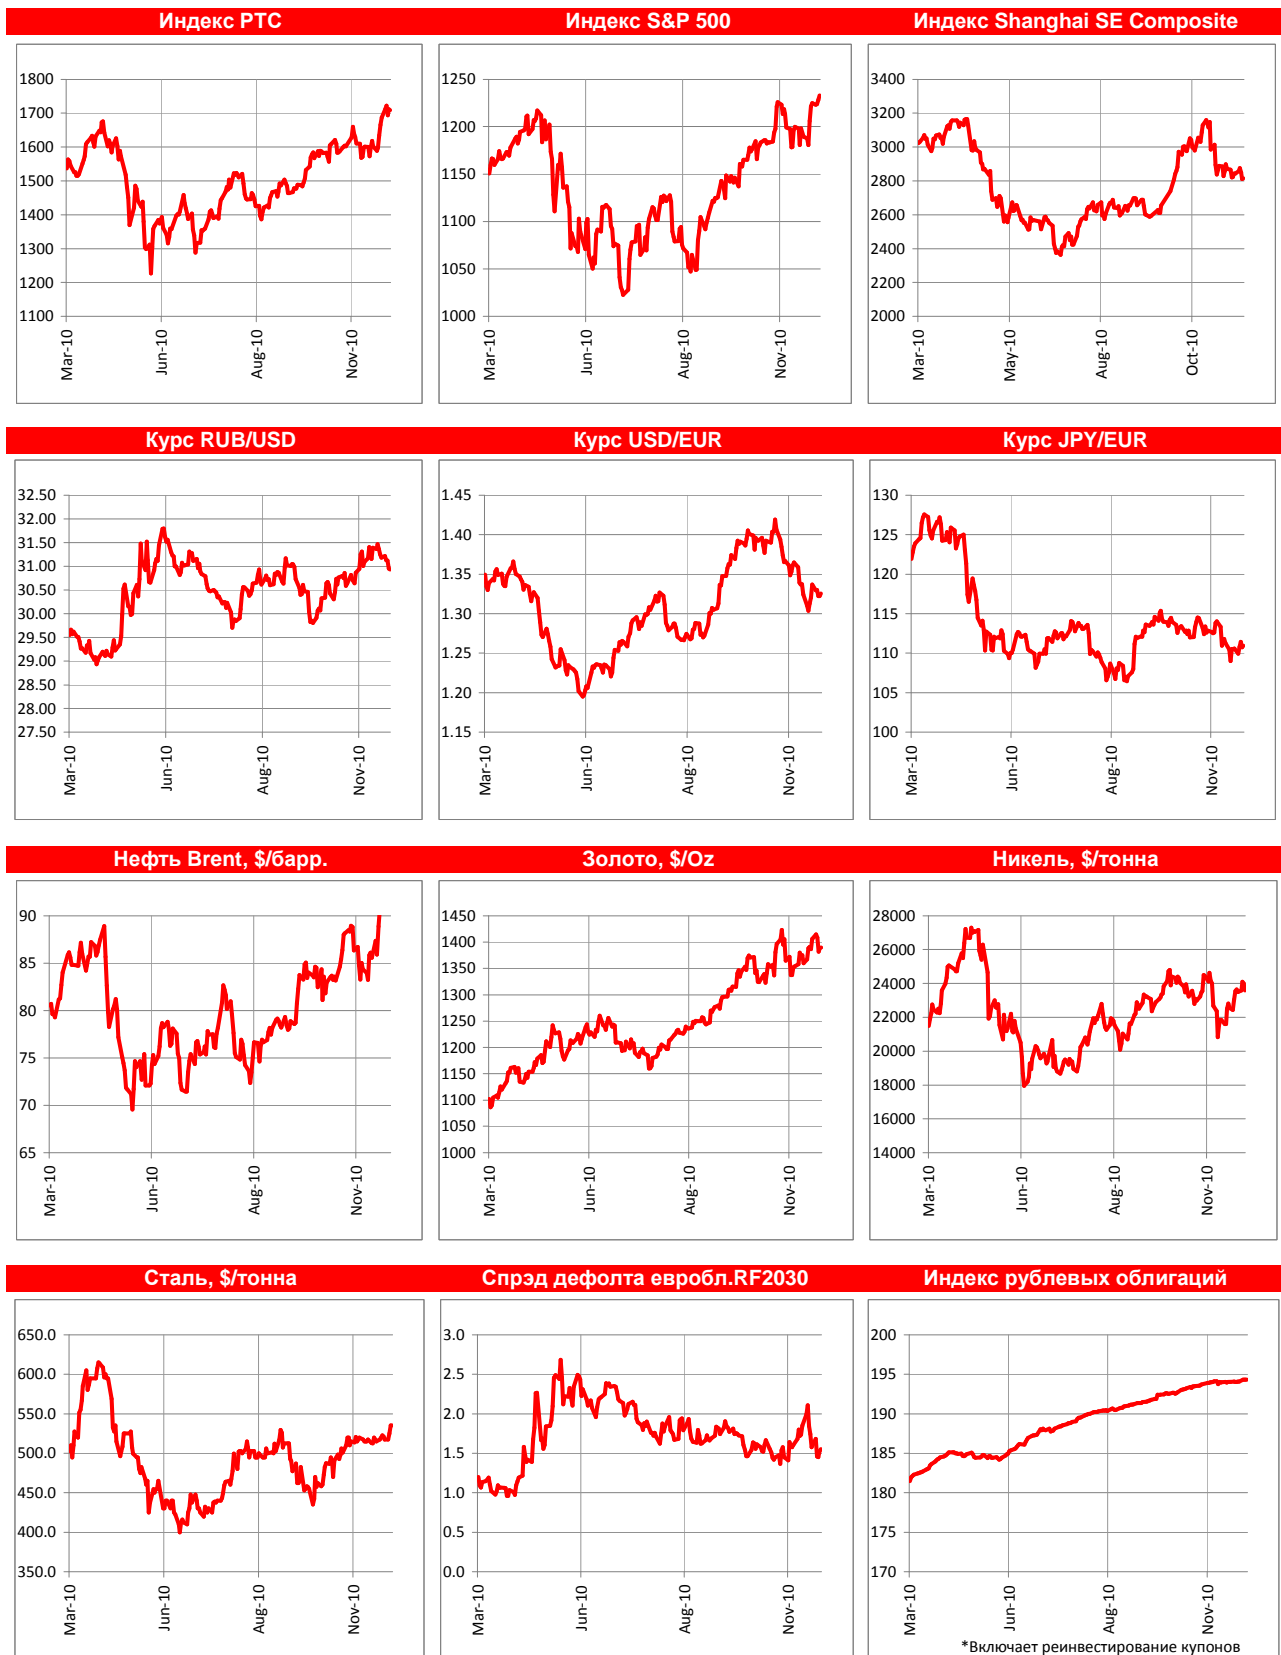 Индекс РТС
Индекс S&P 500
Индекс Shanghai SE Composite
1800
1700
1600
1500
1400
1300
1200
1100
Mar-10
Jun-10
Aug-10
Nov-10
1250
1200
1150
1100
1050
1000
Mar-10
Jun-10
Aug-10
Nov-10
3400
3200
3000
2800
2600
2400
2200
2000
Mar-10
May-10
Aug-10
Oct-10
Курс RUB/USD
Курс USD/EUR
Курс JPY/EUR
32.50
32.00
31.50
31.00
30.50
30.00
29.50
29.00
28.50
28.00
27.50
Mar-10
Jun-10
Aug-10
Nov-10
1.45
1.40
1.35
1.30
1.25
1.20
1.15
Mar-10
Jun-10
Aug-10
Nov-10
130
125
120
115
110
105
100
Mar-10
Jun-10
Aug-10
Nov-10
Нефть Brent, $/барр.
Золото, $/Oz
Никель, $/тонна
90
85
80
75
70
65
Mar-10
Jun-10
Aug-10
Nov-10
1450
1400
1350
1300
1250
1200
1150
1100
1050
1000
Mar-10
Jun-10
Aug-10
Nov-10
28000
26000
24000
22000
20000
18000
16000
14000
Mar-10
Jun-10
Aug-10
Nov-10
Сталь, $/тонна
Спрэд дефолта евробл.RF2030
Индекс рублевых облигаций
650.0
600.0
550.0
500.0
450.0
400.0
350.0
Mar-10
Jun-10
Aug-10
Nov-10
3.0
2.5
2.0
1.5
1.0
0.5
0.0
Mar-10
Jun-10
Aug-10
Nov-10
200
195
190
185
180
175
170
Mar-10
Jun-10
Aug-10
Nov-10
*Включает реинвестирование купонов